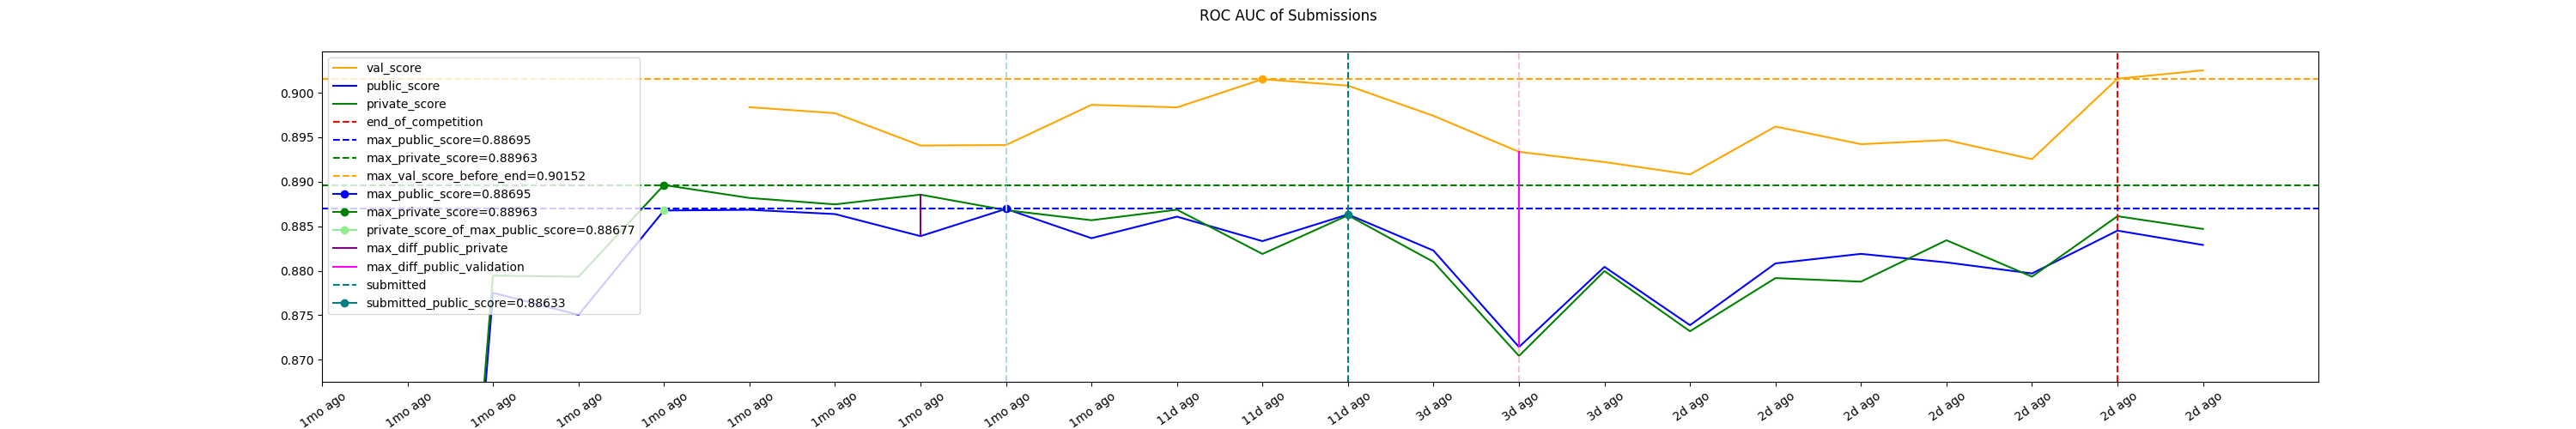 ROC AUC of Submissions
val_score
public_score
private_score
end_of_competition
max_public_score=0.88695
max_private_score=0.88963
max_val_score_before_end=0.90152
max_public_score=0.88695
max_private_score=0.88963
private_score_of_max_public_score=0.88677
max_diff_public_private
max_diff_public_validation
submitted
submitted_public_score=0.88633
0.900
0.895
0.890
0.885
0.880
0.875
0.870
1mo ago
1mo ago
1mo ago
1mo ago
1mo ago
1mo ago
1mo ago
1mo ago
1mo ago
1mo ago
11d ago
11d ago
11d ago
3d ago
3d ago
3d ago
2d ago
2d ago
2d ago
2d ago
2d ago
2d ago
2d ago